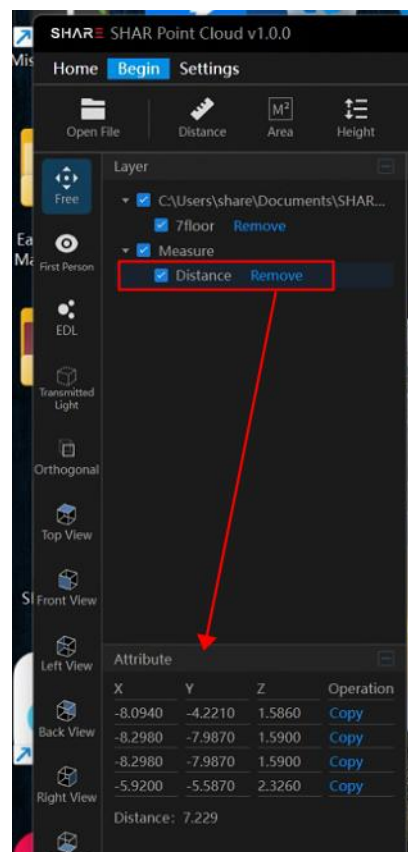 SHARE SHAR Point Cloud v1.0.0
Mis
Home Begin Settings
Open File Distance M² Area Height
Layer
Free
C:\Users\share\Documents\SHAR...
7floor Remove
Ea
Ma
First Person
Measure
Distance Remove
EDL
Transmitted
Light
Orthogonal
Top View
Sl
Front View
Left View
Attribute
X Y Z Operation
-8.0940 -4.2210 1.5860 Copy
Back View
-8.2980 -7.9870 1.5900 Copy
-8.2980 -7.9870 1.5900 Copy
Right View
-5.9200 -5.5870 2.3260 Copy
Distance: 7.229